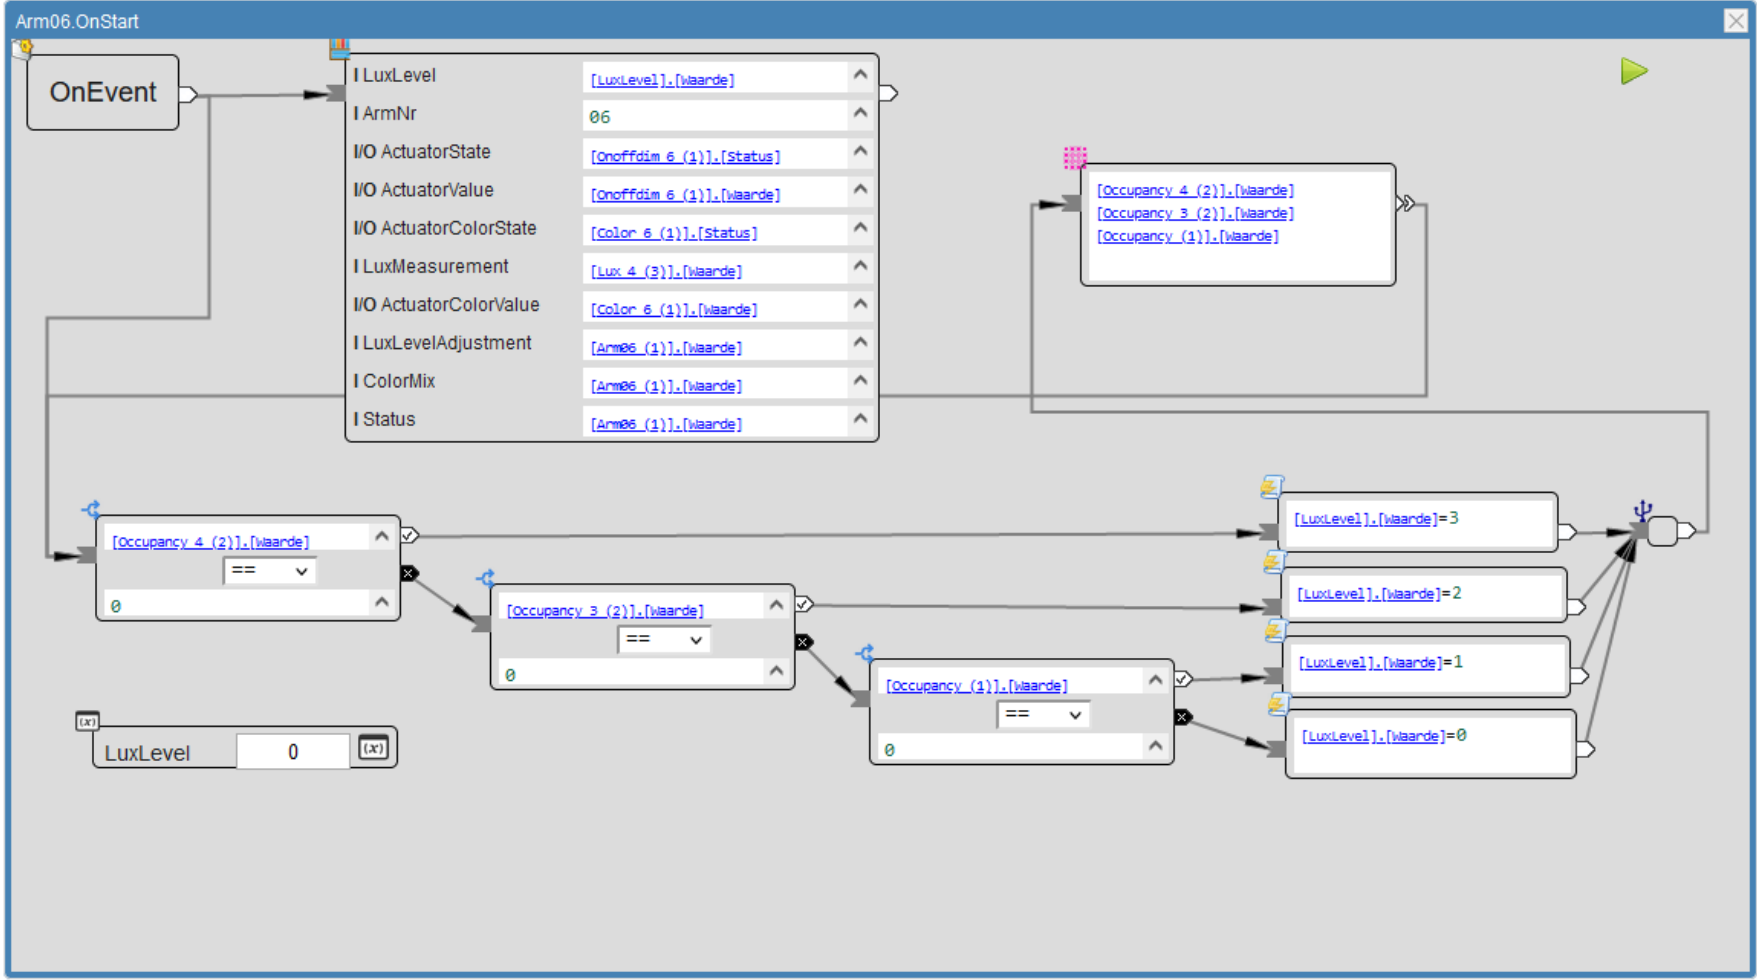 Arm06.OnStart
OnEvent
I LuxLevel [LuxLevel].[Waarde]
I ArmNr 06
I/O ActuatorState [Onoffdim 6 (1)].[Status]
I/O ActuatorValue [Onoffdim 6 (1)].[Waarde]
I/O ActuatorColorState [Color 6 (1)].[Status]
I LuxMeasurement [Lux 4 (3)].[Waarde]
I/O ActuatorColorValue [Color 6 (1)].[Waarde]
I LuxLevelAdjustment [Arm06 (1)].[Waarde]
I ColorMix [Arm06 (1)].[Waarde]
I Status [Arm06 (1)].[Waarde]
[Occupancy 4 (2)].[Waarde]
[Occupancy 3 (2)].[Waarde]
[Occupancy (1)].[Waarde]
[Occupancy 4 (2)].[Waarde]
==
0
[Occupancy 3 (2)].[Waarde]
==
0
[Occupancy (1)].[Waarde]
==
0
[LuxLevel].[Waarde]=3
[LuxLevel].[Waarde]=2
[LuxLevel].[Waarde]=1
[LuxLevel].[Waarde]=0
(x)
LuxLevel 0 (x)